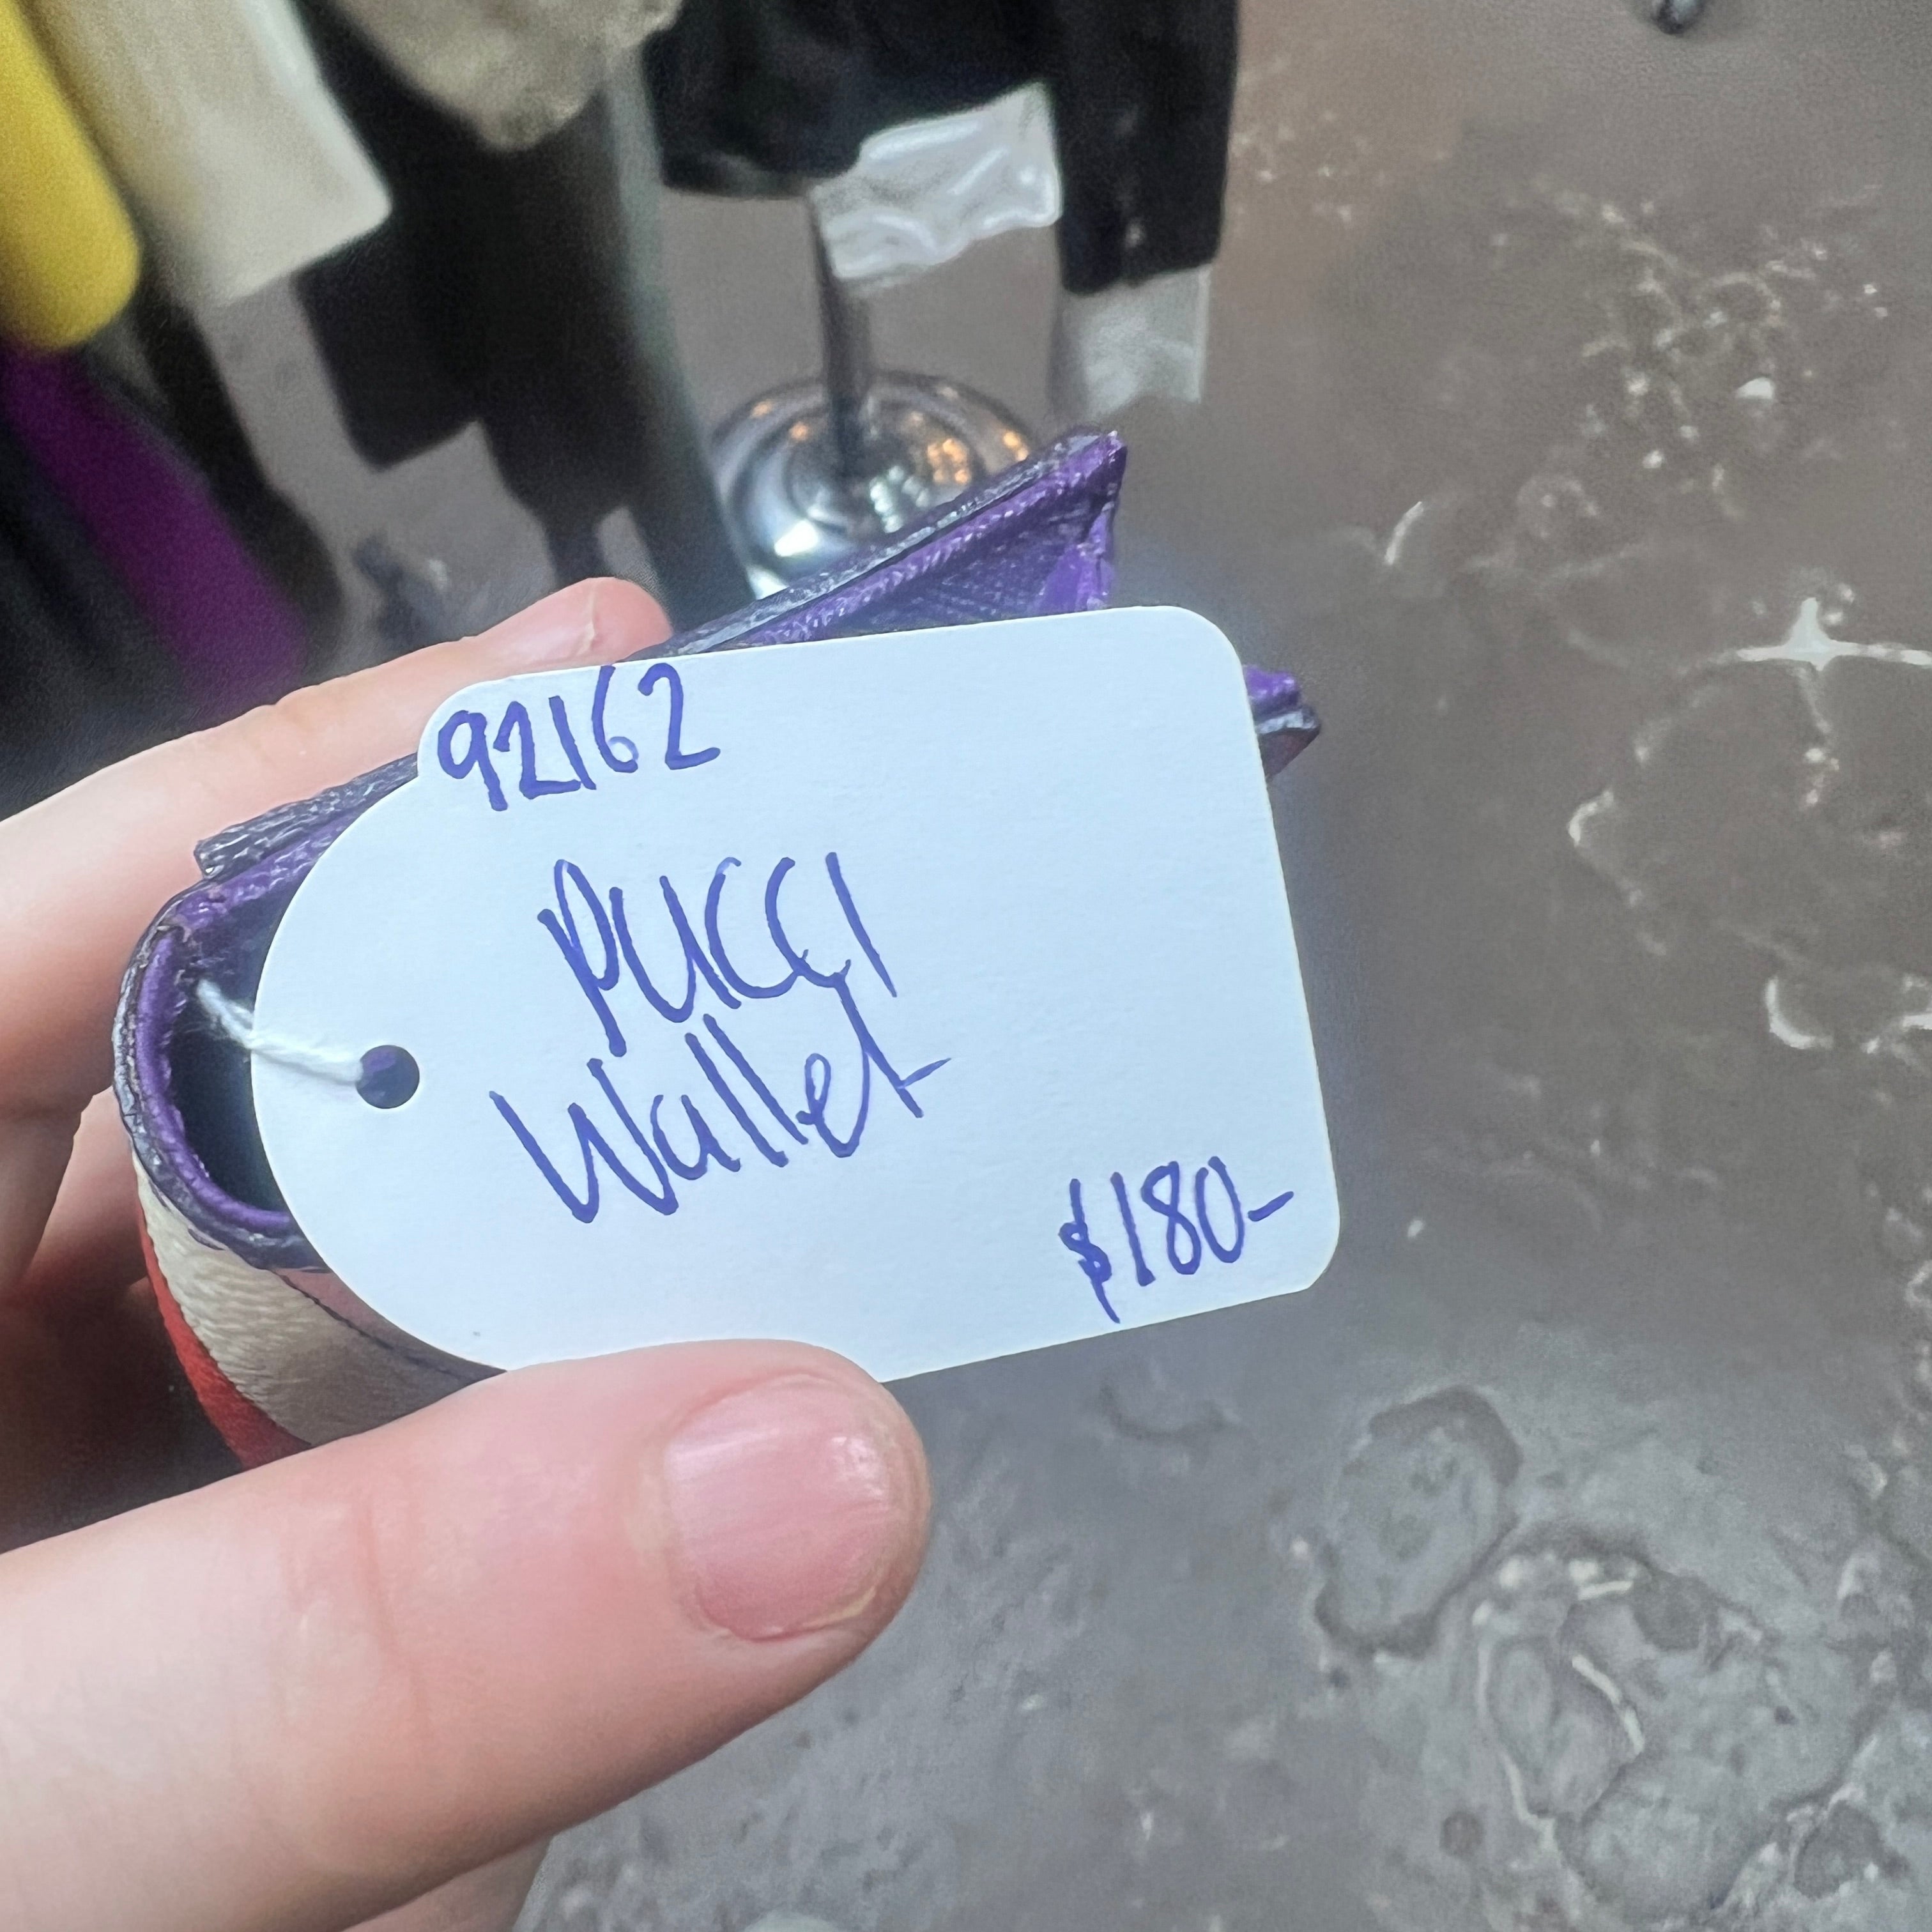 92162
PUCCI
Wallet
$180-